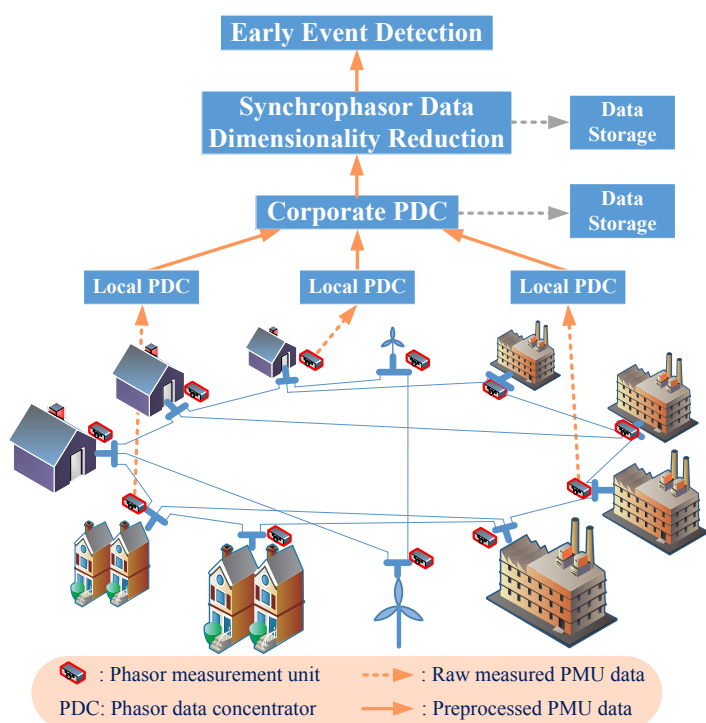 Early Event Detection
Synchrophasor Data
Dimensionality Reduction
Data
Storage
Corporate PDC
Data
Storage
Local PDC
Local PDC
Local PDC
: Phasor measurement unit
: Raw measured PMU data
PDC: Phasor data concentrator
: Preprocessed PMU data